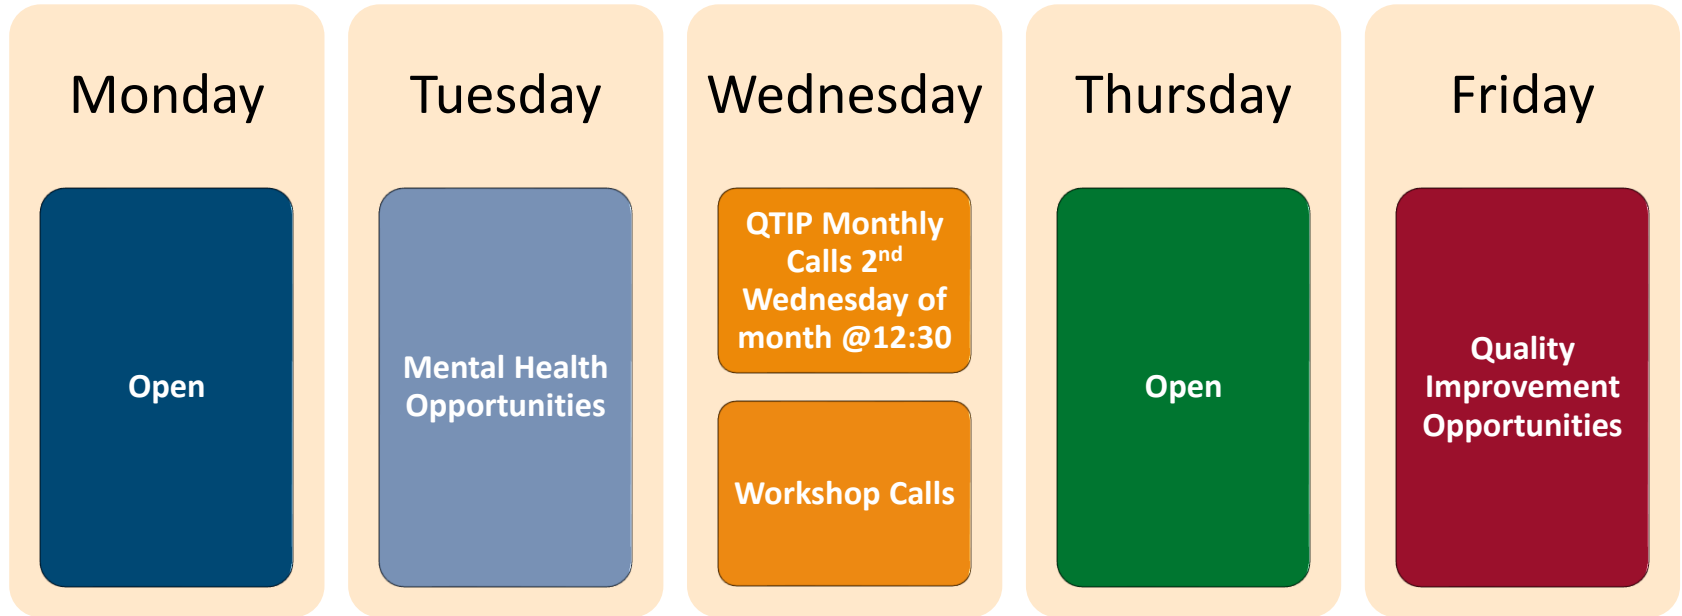 Monday
Open
Tuesday
Mental Health
Opportunities
Wednesday
QTIP Monthly
Calls 2nd
Wednesday of
month @12:30
Workshop Calls
Thursday
Open
Friday
Quality
Improvement
Opportunities